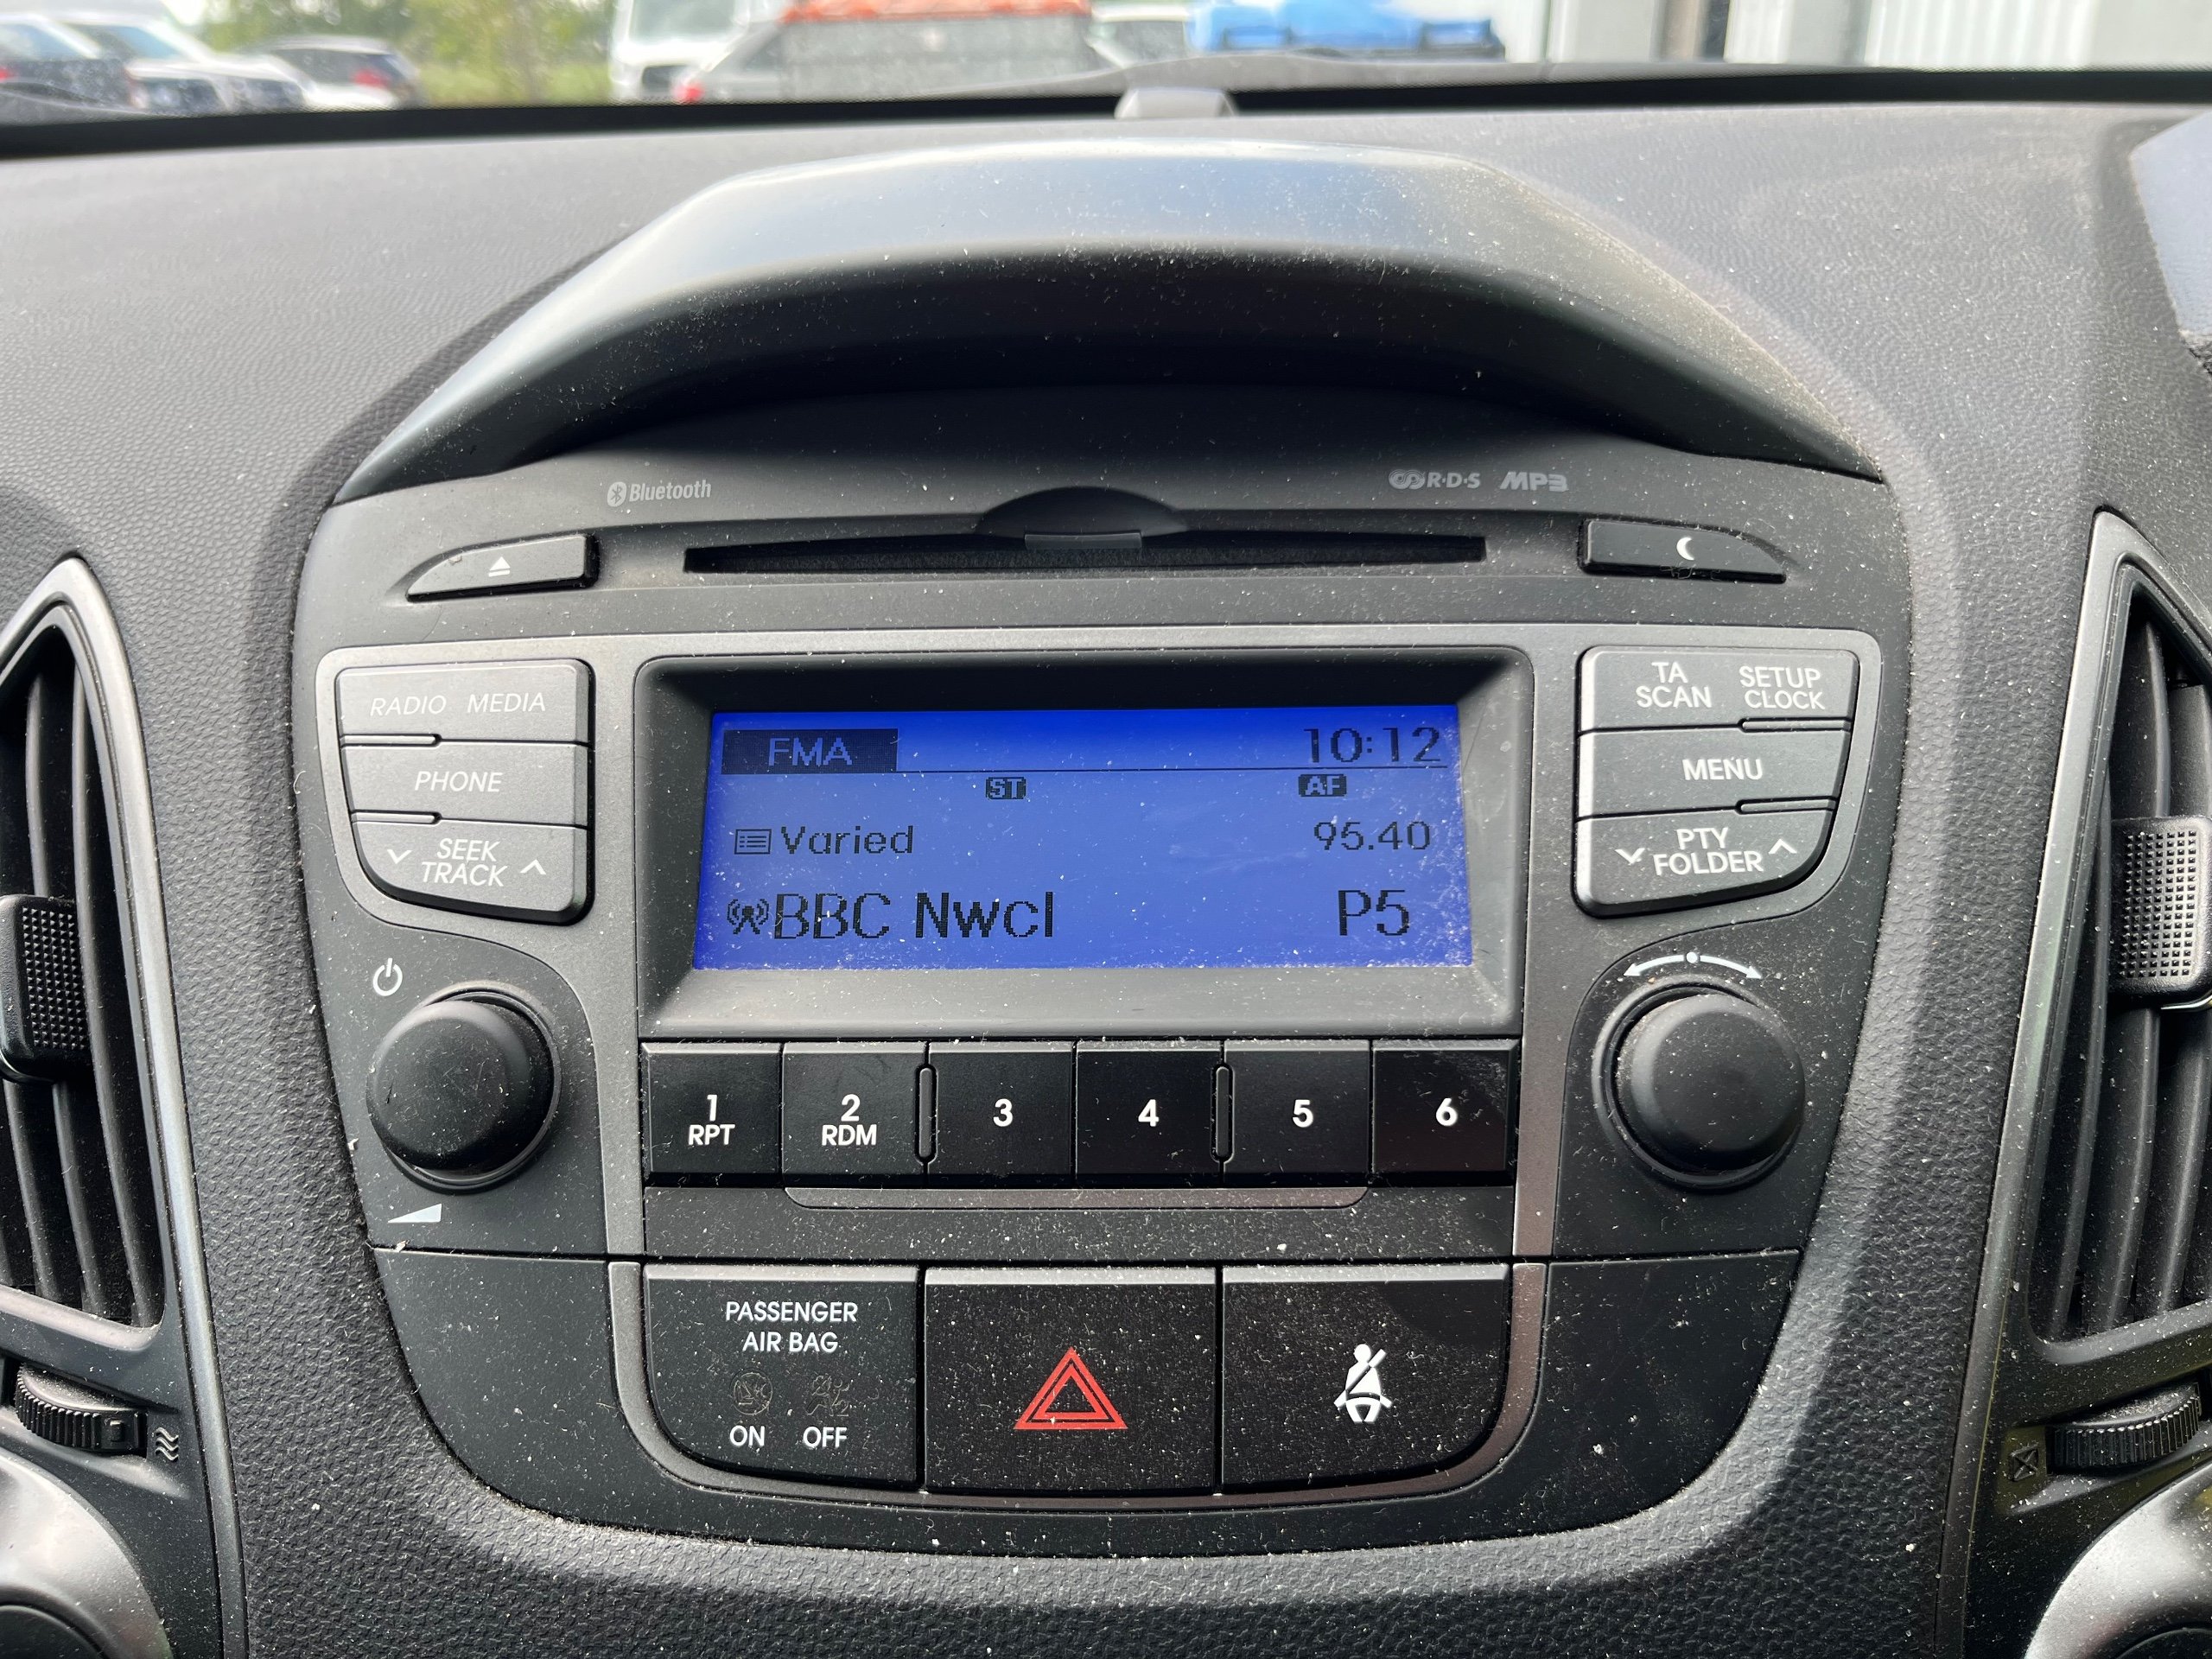 Bluetooth
R·D·S MP3
RADIO MEDIA
PHONE
SEEK
TRACK
FMA 10:12
ST AF
Varied 95.40
BBC Nwcl P5
TA
SCAN
SETUP
CLOCK
MENU
PTY
FOLDER
1
RPT
2
RDM
3
4
5
6
PASSENGER
AIR BAG
ON OFF